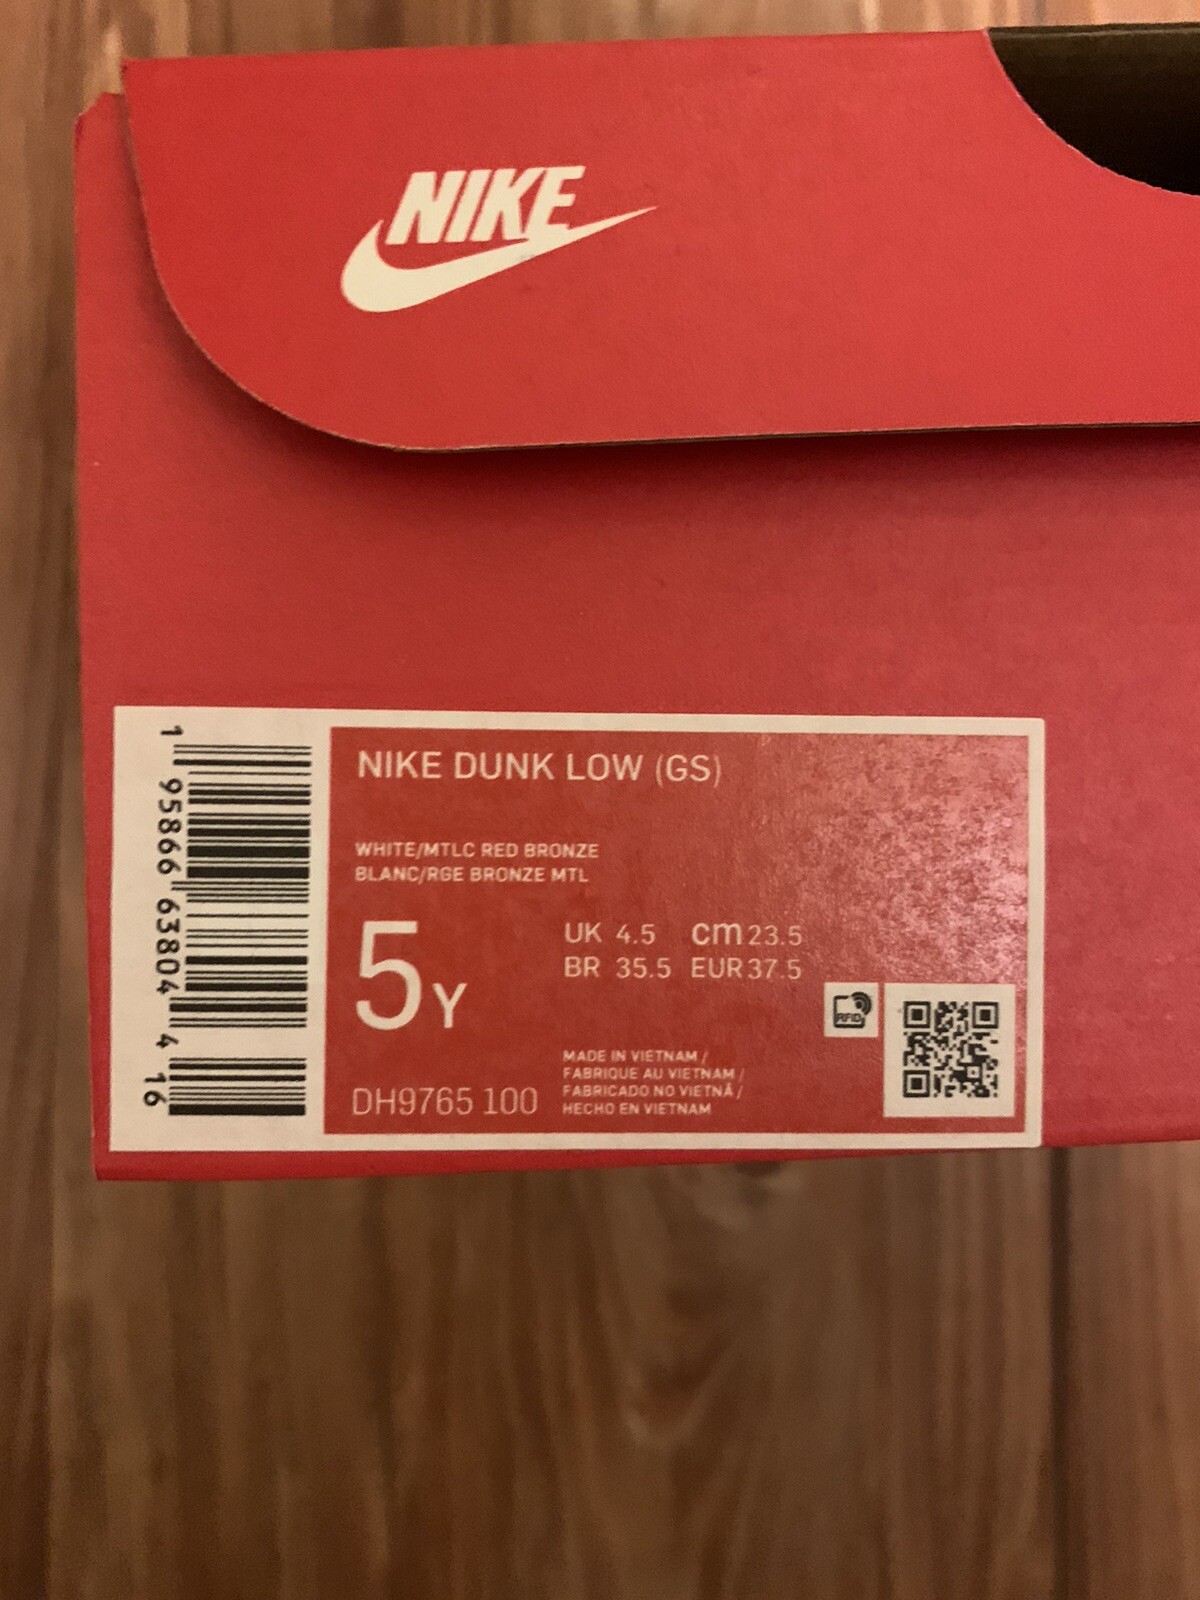 NIKE
NIKE DUNK LOW (GS)
WHITE/MTLC RED BRONZE
BLANC/RGE BRONZE MTL
5Y
UK 4.5 cm 23.5
BR 35.5 EUR 37.5
RFID
DH9765 100
MADE IN VIETNAM /
FABRIQUE AU VIETNAM /
FABRICADO NO VIETNÃ /
HECHO EN VIETNAM
1 95866 63804 4 16